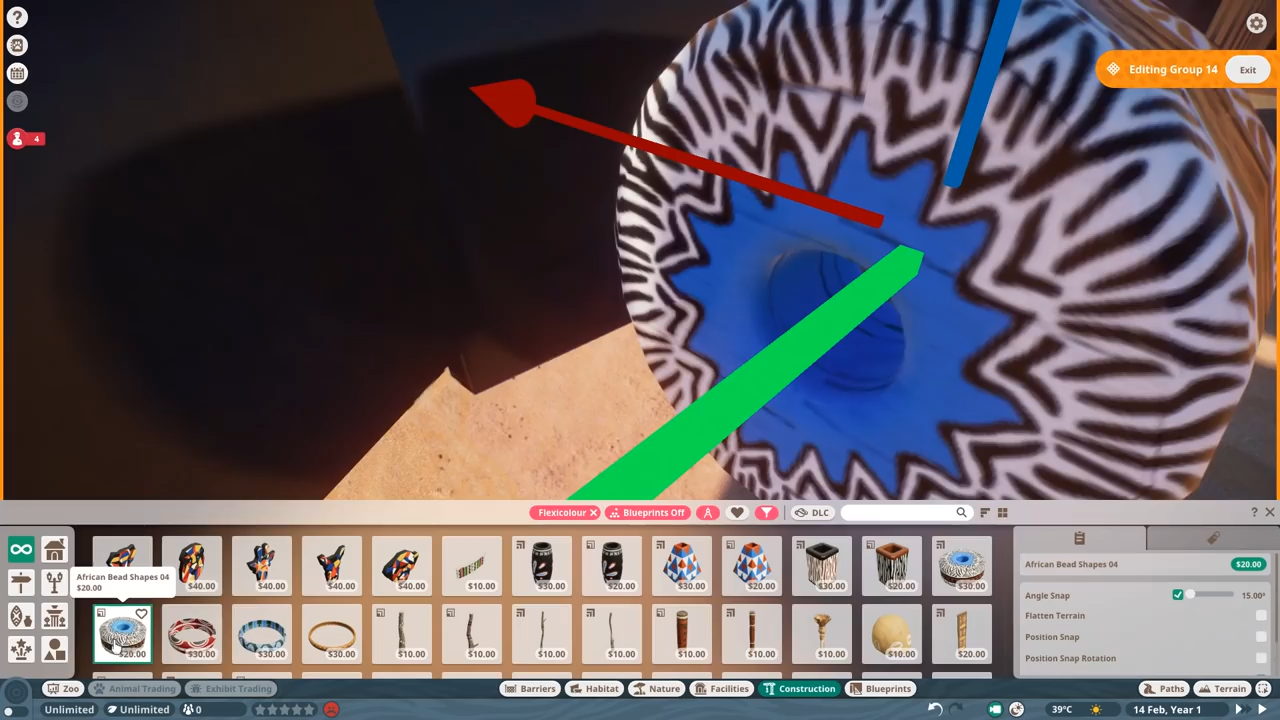 ?
Editing Group 14 Exit
4
Flexicolour × Blueprints Off DLC ? ×
$40.00 $40.00 $40.00 $40.00 $10.00 $30.00 $20.00 $30.00 $20.00 $30.00 $20.00 $30.00
African Bead Shapes 04
$20.00
$20.00 $30.00 $30.00 $30.00 $10.00 $10.00 $10.00 $10.00 $10.00 $10.00 $10.00 $10.00 $20.00
African Bead Shapes 04 $20.00
Angle Snap 15.00°
Flatten Terrain
Position Snap
Position Snap Rotation
Zoo Animal Trading Exhibit Trading Barriers Habitat Nature Facilities Construction Blueprints Paths Terrain
Unlimited Unlimited 0 39°C 14 Feb, Year 1